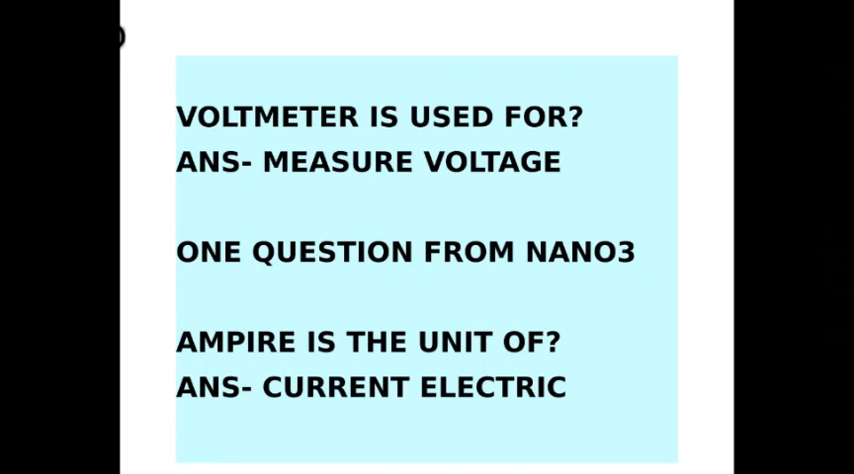 VOLTMETER IS USED FOR?
ANS- MEASURE VOLTAGE
ONE QUESTION FROM NANO3
AMPIRE IS THE UNIT OF?
ANS- CURRENT ELECTRIC